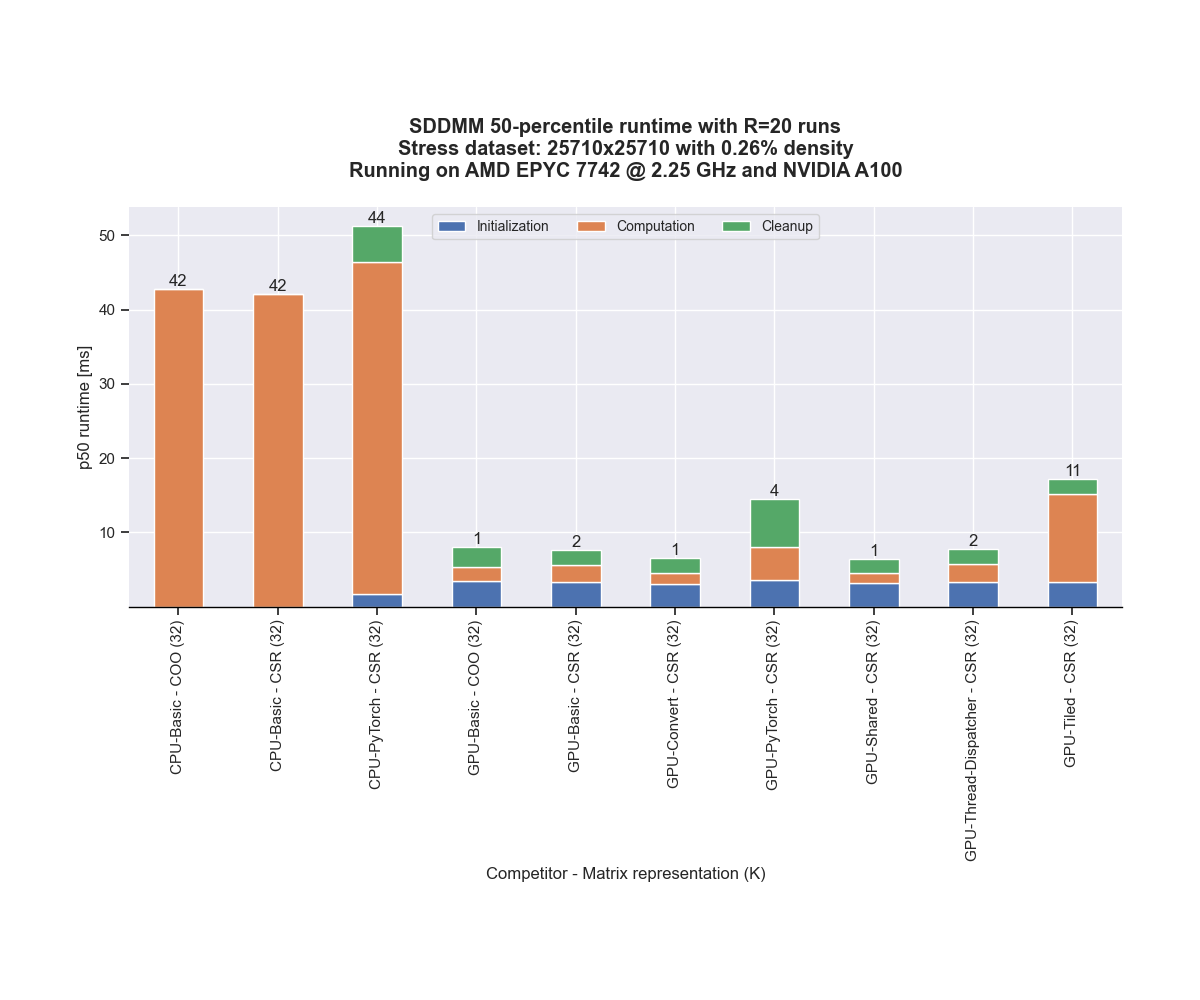 SDDMM 50-percentile runtime with R=20 runs
Stress dataset: 25710x25710 with 0.26% density
Running on AMD EPYC 7742 @ 2.25 GHz and NVIDIA A100
Initialization Computation Cleanup
p50 runtime [ms]
50
40
30
20
10
42
42
44
1
2
1
4
1
2
11
CPU-Basic - COO (32)
CPU-Basic - CSR (32)
CPU-PyTorch - CSR (32)
GPU-Basic - COO (32)
GPU-Basic - CSR (32)
GPU-Convert - CSR (32)
GPU-PyTorch - CSR (32)
GPU-Shared - CSR (32)
GPU-Thread-Dispatcher - CSR (32)
GPU-Tiled - CSR (32)
Competitor - Matrix representation (K)